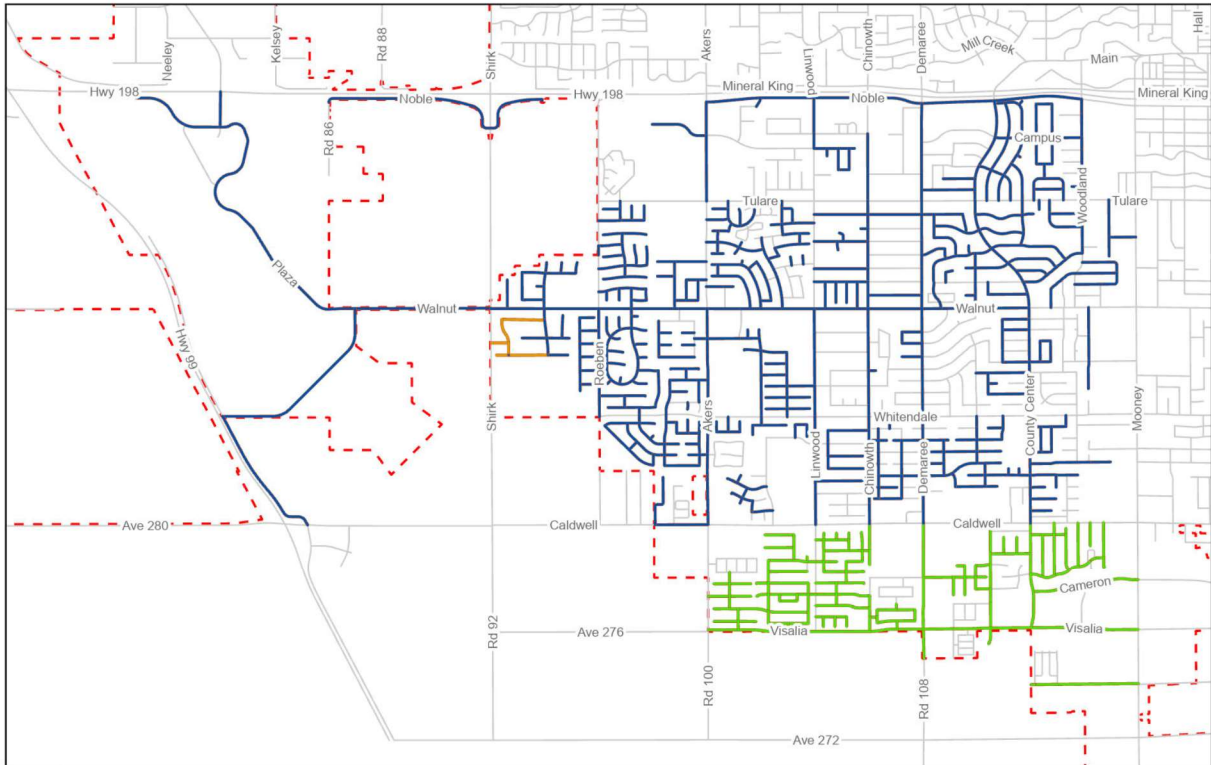 Neeley
Kelsey
Rd 88
Shirk
Akers
Linwood
Chinowth
Demaree
Mill Creek
Main
Hall
Hwy 198
Noble
Hwy 198
Mineral King
Noble
Mineral King
Rd 86
Campus
Woodland
Tulare
Tulare
Plaza
Walnut
Walnut
Hwy 99
Roeben
Shirk
Akers
Linwood
Whitendale
Chinowth
Demaree
County Center
Mooney
Ave 280
Caldwell
Caldwell
Cameron
Rd 92
Ave 276
Visalia
Visalia
Rd 100
Rd 108
Ave 272